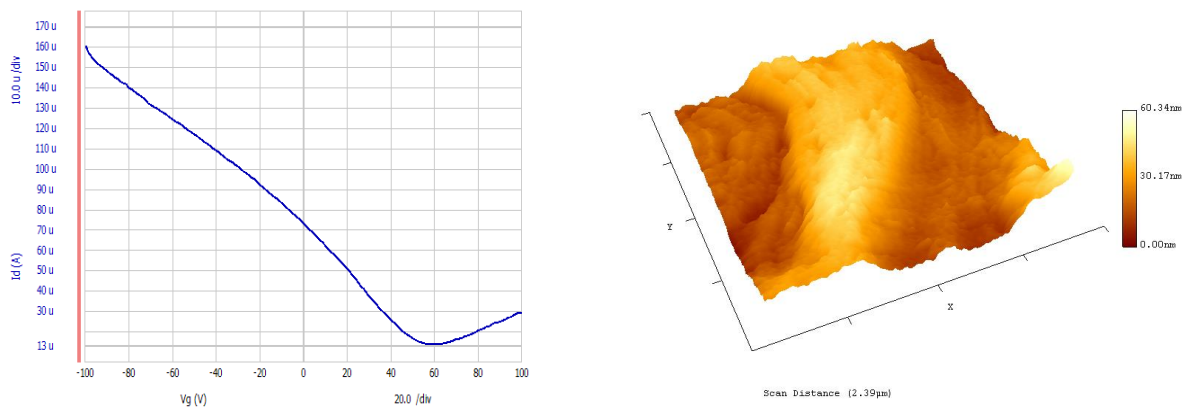 10.0 u /div
Id (A)
170 u
160 u
150 u
140 u
130 u
120 u
110 u
100 u
90 u
80 u
70 u
60 u
50 u
40 u
30 u
13 u
-100 -80 -60 -40 -20 0 20 40 60 80 100
Vg (V) 20.0 /div
60.34nm
30.17nm
0.00nm
Y
X
Scan Distance (2.39µm)